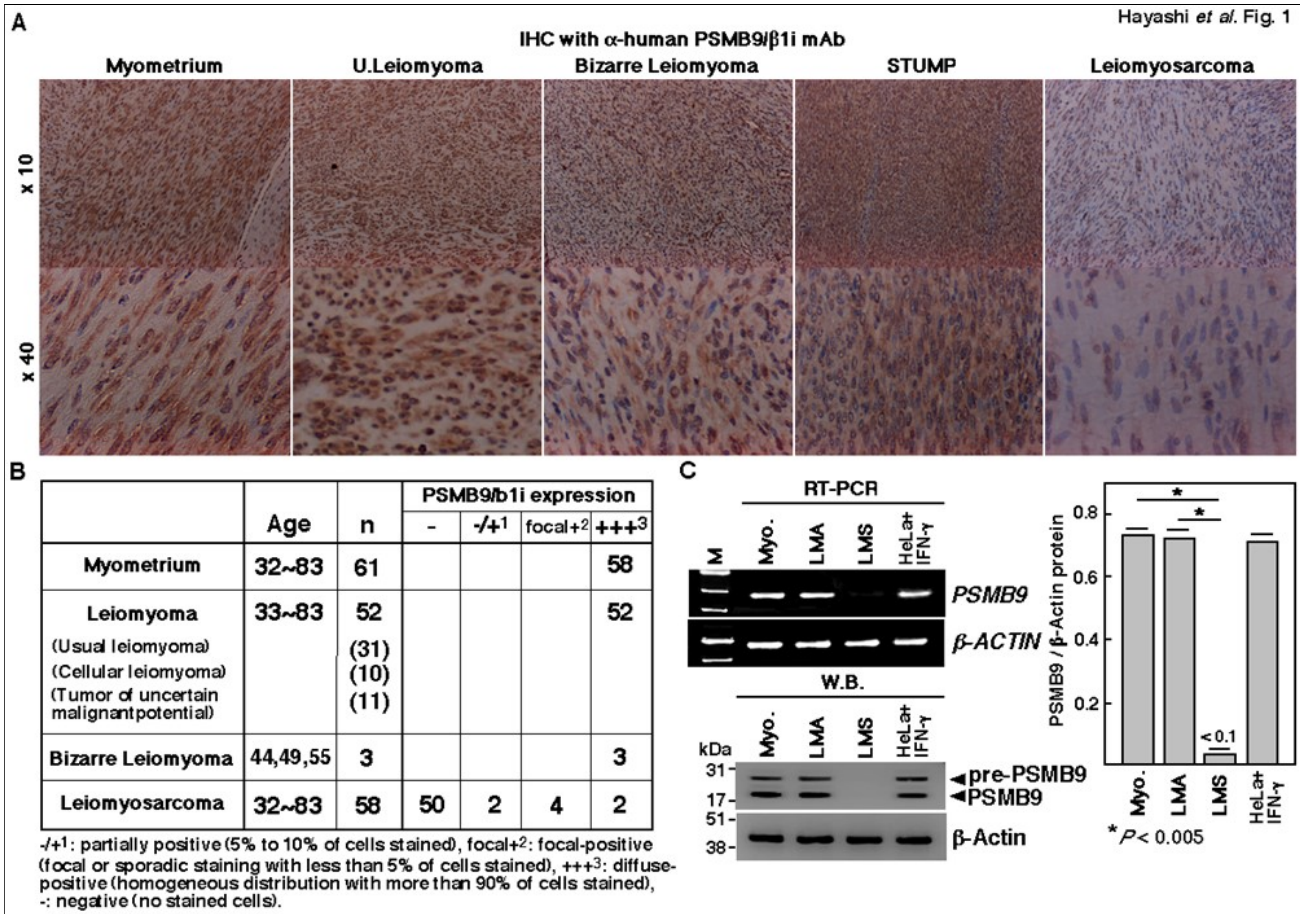 A
Hayashi et al. Fig. 1
IHC with α-human PSMB9/β1i mAb
Myometrium U.Leiomyoma Bizarre Leiomyoma STUMP Leiomyosarcoma
x 10
x 40
B
PSMB9/b1i expression
Age n - -/+1 focal+2 +++3
Myometrium 32~83 61 58
Leiomyoma 33~83 52 52
(Usual leiomyoma) (31)
(Cellular leiomyoma) (10)
(Tumor of uncertain
malignantpotential) (11)
Bizarre Leiomyoma 44,49,55 3 3
Leiomyosarcoma 32~83 58 50 2 4 2
-/+1: partially positive (5% to 10% of cells stained), focal+2: focal-positive
(focal or sporadic staining with less than 5% of cells stained), +++3: diffuse-
positive (homogeneous distribution with more than 90% of cells stained),
-: negative (no stained cells).
C
RT-PCR
M Myo. LMA LMS HeLa+ IFN-γ
PSMB9
β-ACTIN
W.B.
Myo. LMA LMS HeLa+ IFN-γ
kDa
31
pre-PSMB9
17
PSMB9
51
β-Actin
38
PSMB9 / β-Actin protein
0.8
0.6
0.4
0.2
*
*
< 0.1
Myo. LMA LMS HeLa+ IFN-γ
*P < 0.005